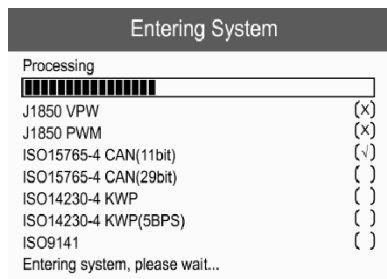 Entering System
Processing
J1850 VPW (X)
J1850 PWM (X)
ISO15765-4 CAN(11bit) (√)
ISO15765-4 CAN(29bit) ( )
ISO14230-4 KWP ( )
ISO14230-4 KWP(5BPS) ( )
ISO9141 ( )
Entering system, please wait...